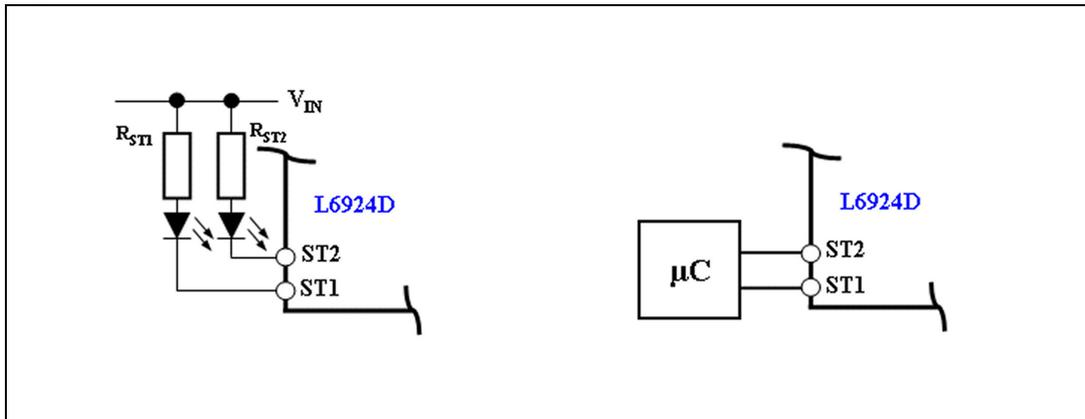 V_IN
R_ST1
R_ST2
L6924D
ST2
ST1
L6924D
μC
ST2
ST1